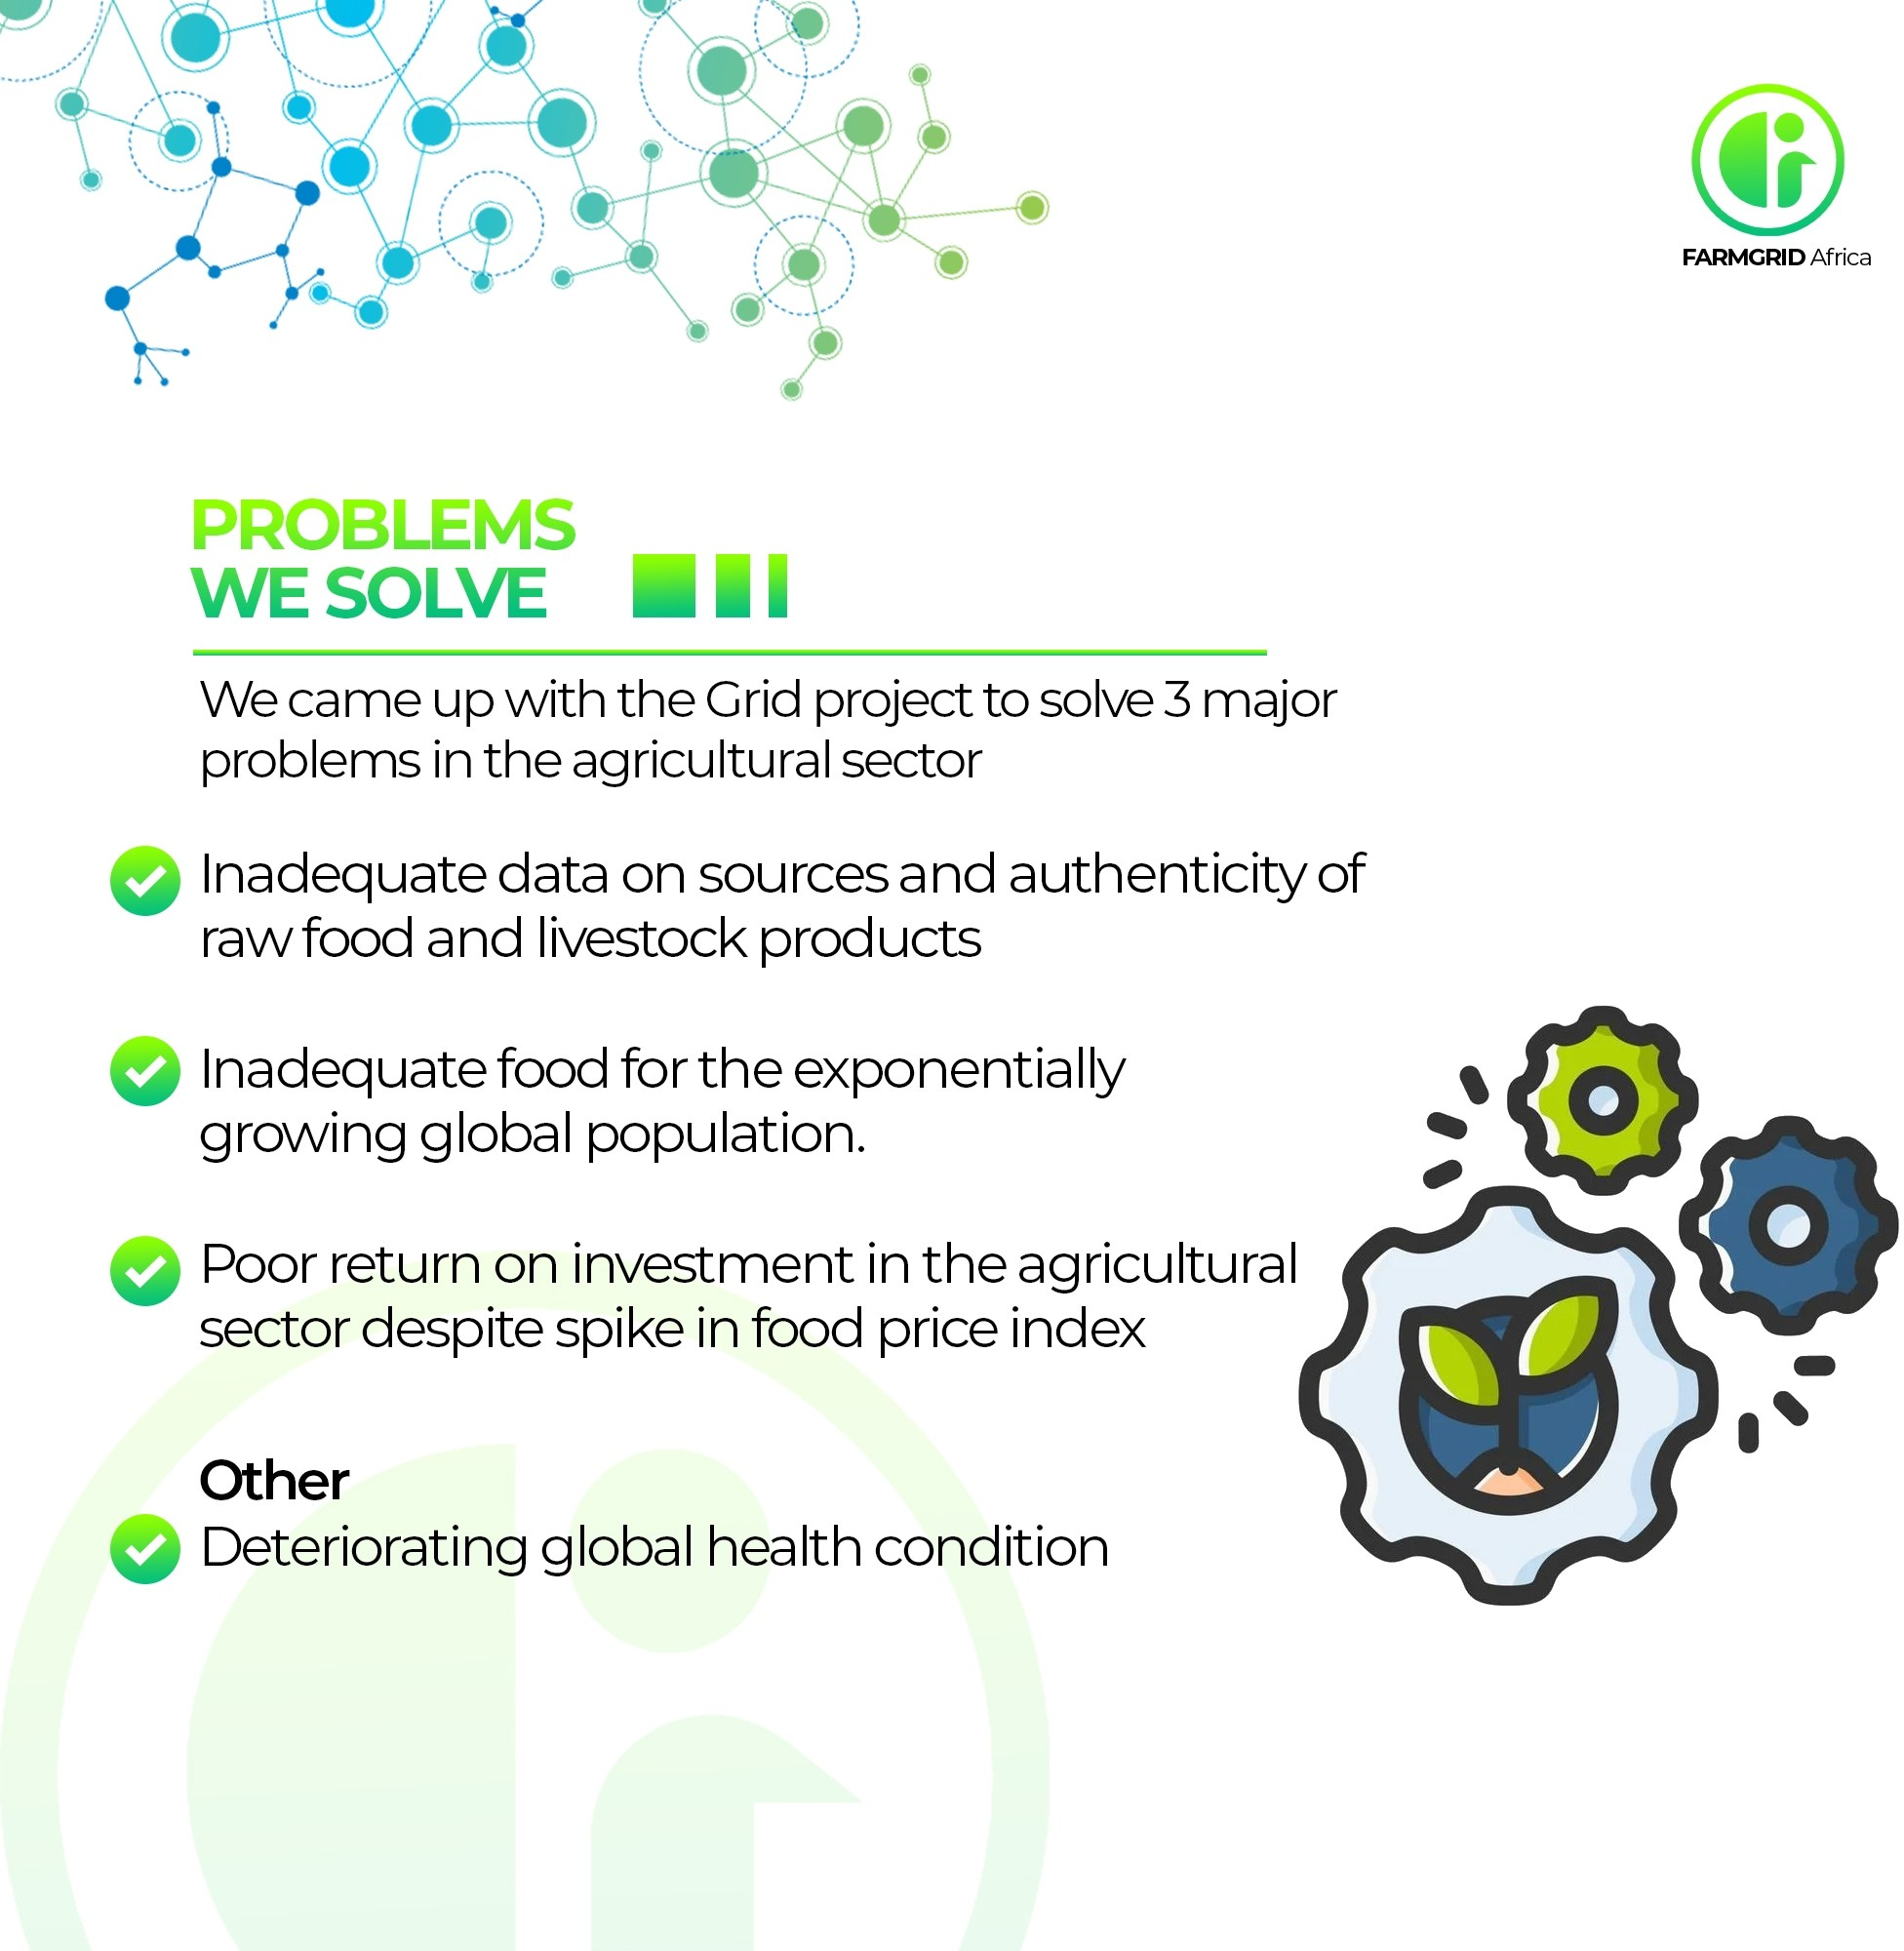 FARMGRID Africa
PROBLEMS
WE SOLVE
We came up with the Grid project to solve 3 major
problems in the agricultural sector
Inadequate data on sources and authenticity of
raw food and livestock products
Inadequate food for the exponentially
growing global population.
Poor return on investment in the agricultural
sector despite spike in food price index
Other
Deteriorating global health condition